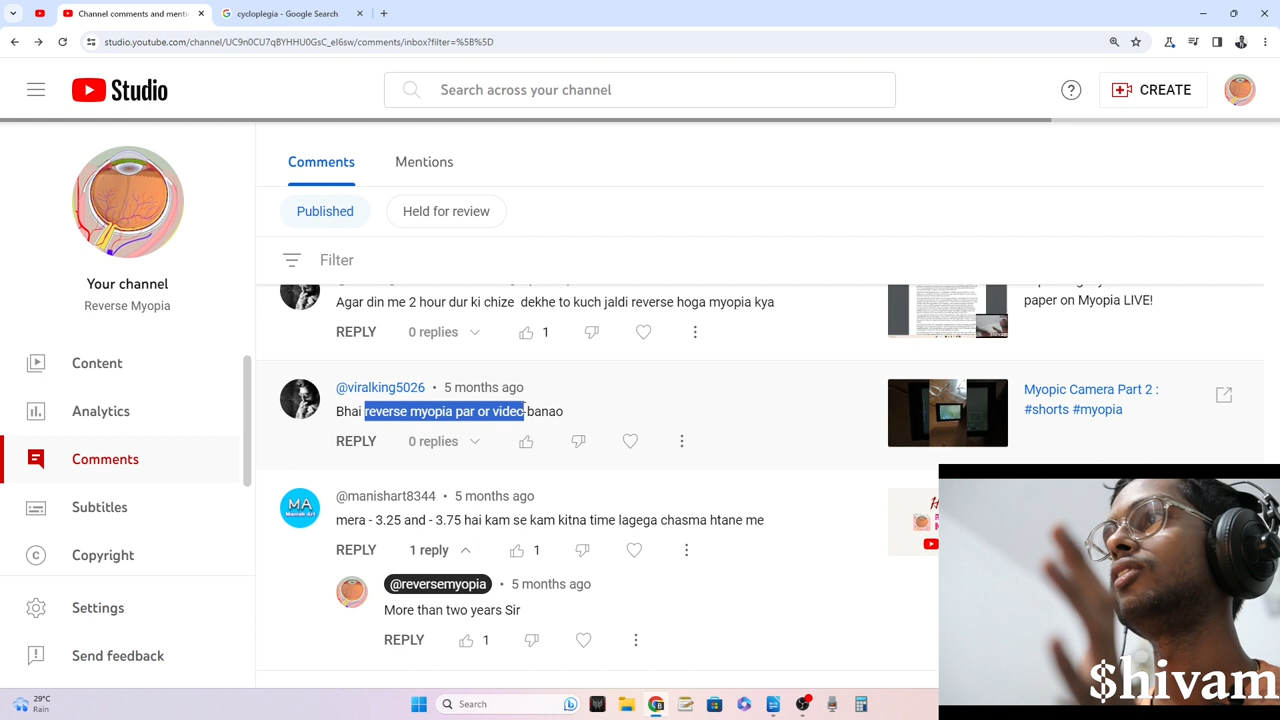 Channel comments and menti
cycloplegia - Google Search
studio.youtube.com/channel/UC9n0CU7qBYHHU0GsC_eI6sw/comments/inbox?filter=%5B%5D
Studio
Search across your channel
CREATE
Your channel
Reverse Myopia
Content
Analytics
Comments
Subtitles
Copyright
Settings
Send feedback
Comments
Mentions
Published
Held for review
Filter
Agar din me 2 hour dur ki chize dekhe to kuch jaldi reverse hoga myopia kya
REPLY
0 replies
1
paper on Myopia LIVE!
@viralking5026 • 5 months ago
Bhai reverse myopia par or video banao
REPLY
0 replies
Myopic Camera Part 2 :
#shorts #myopia
MA
Manish Art
@manishart8344 • 5 months ago
mera - 3.25 and - 3.75 hai kam se kam kitna time lagega chasma htane me
REPLY
1 reply
1
@reversemyopia • 5 months ago
More than two years Sir
REPLY
1
$hivam
29°C
Rain
Search